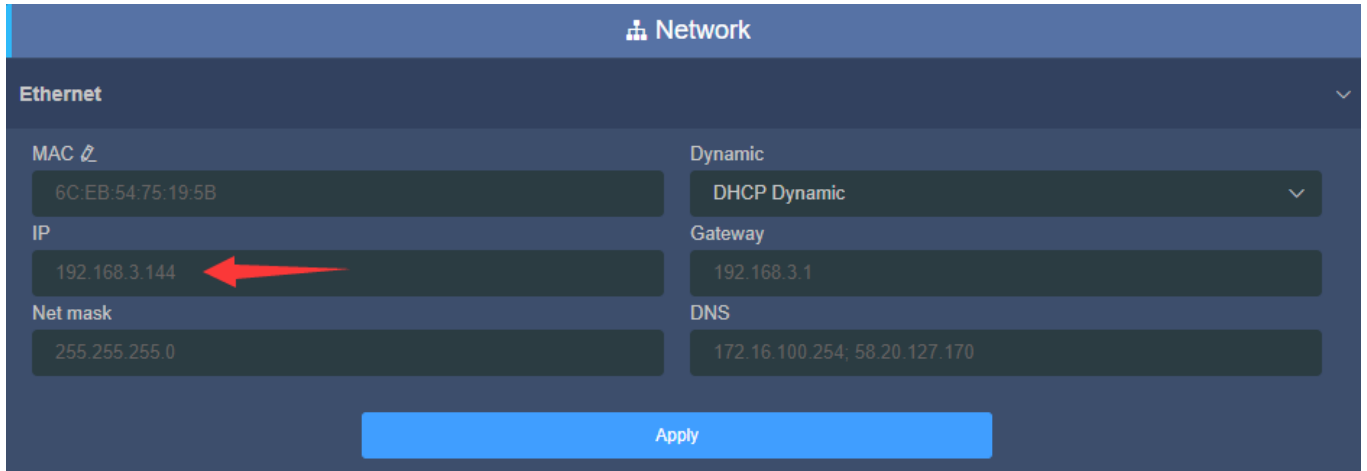 Network
Ethernet
MAC
Dynamic
6C:EB:54:75:19:5B
DHCP Dynamic
IP
Gateway
192.168.3.144
192.168.3.1
Net mask
DNS
255.255.255.0
172.16.100.254; 58.20.127.170
Apply